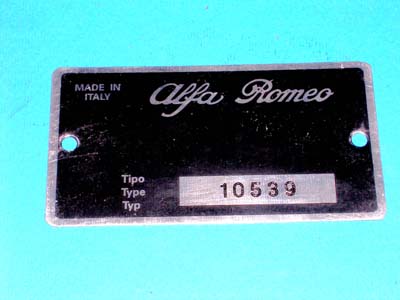 MADE IN
ITALY
Alfa Romeo
Tipo
Type
Typ
10539